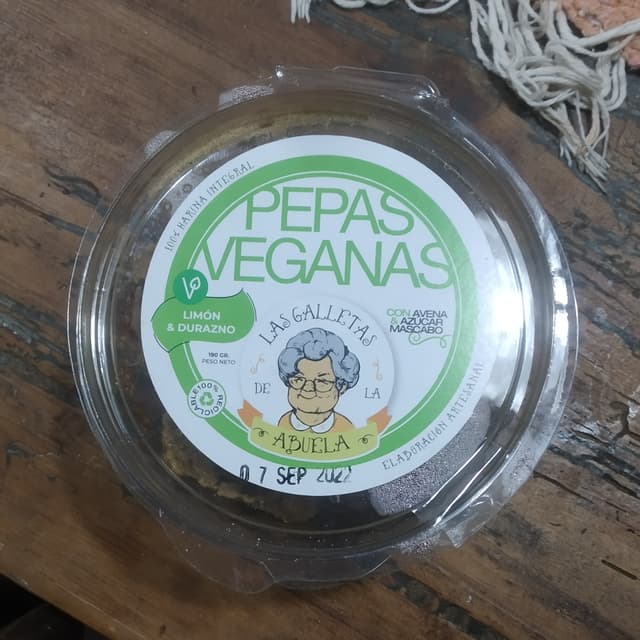 100% HARINA INTEGRAL
PEPAS
VEGANAS
V
LIMÓN
& DURAZNO
CON AVENA
& AZÚCAR
MASCABO
190 GR.
PESO NETO
100%
RECICLABLE
LAS GALLETAS
DE LA
ABUELA
ELABORACIÓN ARTESANAL
07 SEP 2022